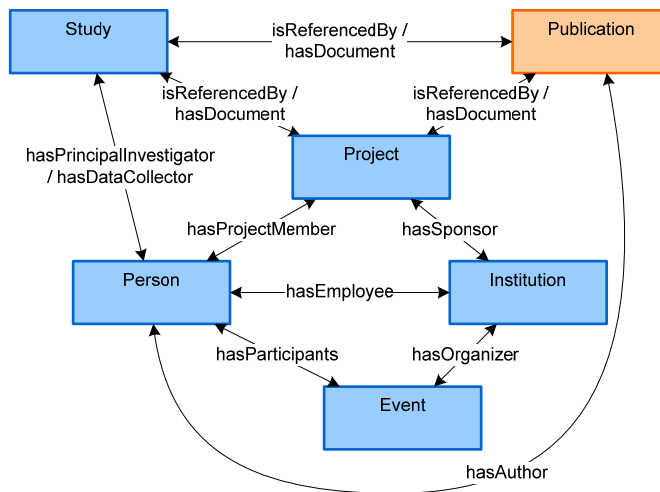 Study
isReferencedBy /
hasDocument
Publication
isReferencedBy /
hasDocument
isReferencedBy /
hasDocument
Project
hasPrincipalInvestigator
/ hasDataCollector
hasProjectMember
hasSponsor
Person
hasEmployee
Institution
hasParticipants
hasOrganizer
Event
hasAuthor